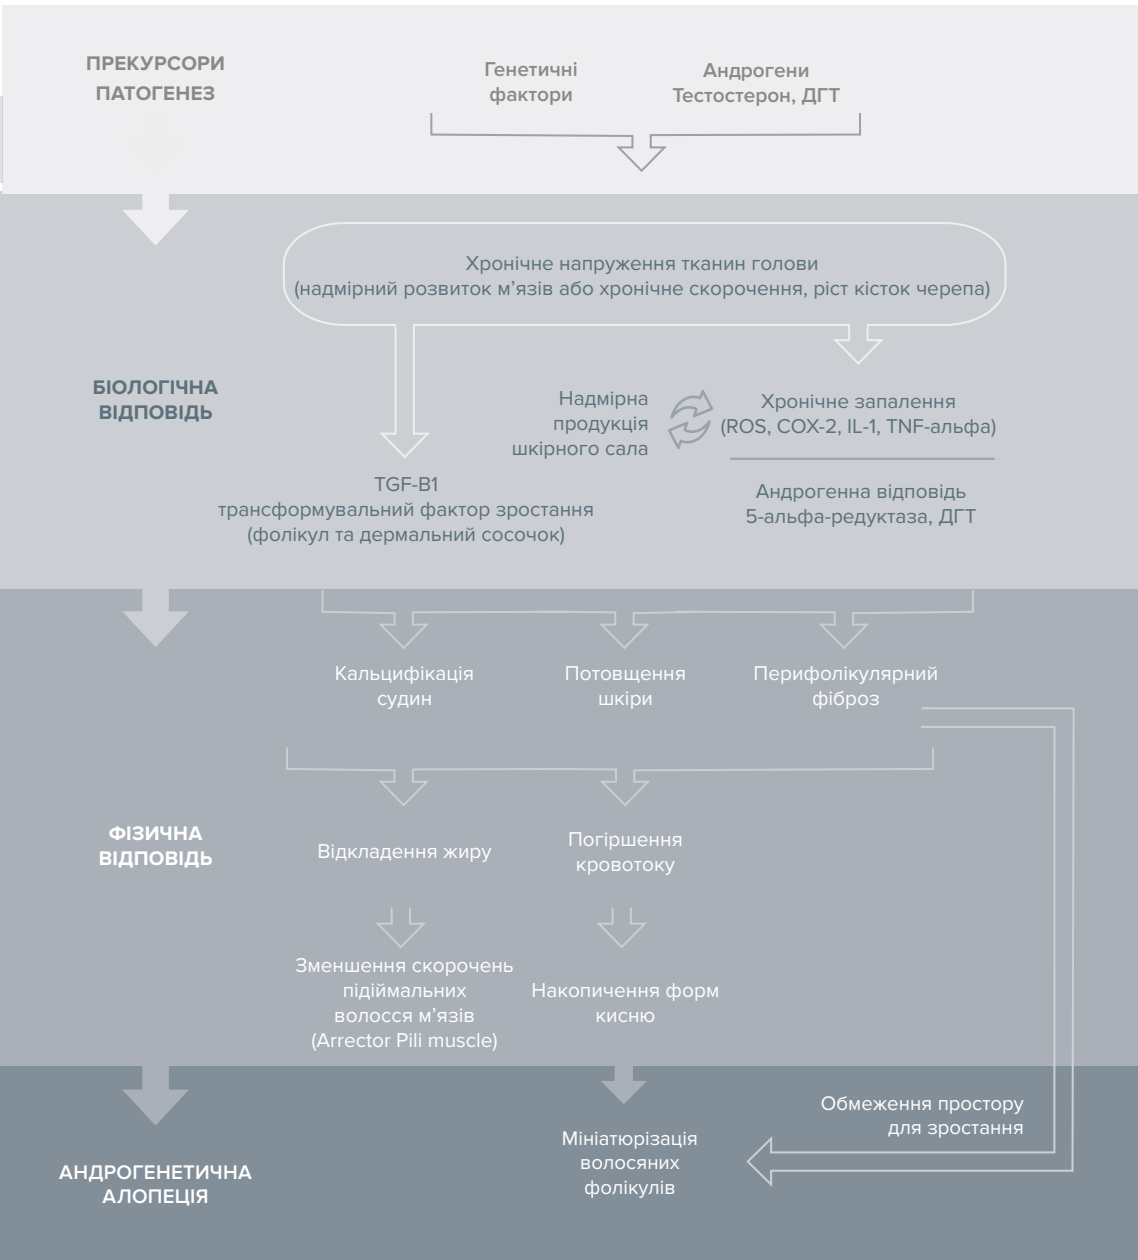 ПРЕКУРСОРИ
ПАТОГЕНЕЗ
Генетичні
фактори
Андрогени
Тестостерон, ДГТ
Хронічне напруження тканин голови
(надмірний розвиток м’язів або хронічне скорочення, ріст кісток черепа)
БІОЛОГІЧНА
ВІДПОВІДЬ
Надмірна
продукція
шкірного сала
Хронічне запалення
(ROS, COX-2, IL-1, TNF-альфа)
Андрогенна відповідь
5-альфа-редуктаза, ДГТ
TGF-B1
трансформувальний фактор зростання
(фолікул та дермальний сосочок)
Кальцифікація
судин
Потовщення
шкіри
Перифолікулярний
фіброз
ФІЗИЧНА
ВІДПОВІДЬ
Відкладення жиру
Погіршення
кровотоку
Зменшення скорочень
підіймальних
волосся м’язів
(Arrector Pili muscle)
Накопичення форм
кисню
Обмеження простору
для зростання
АНДРОГЕНЕТИЧНА
АЛОПЕЦІЯ
Мініатюрізація
волосяних
фолікулів